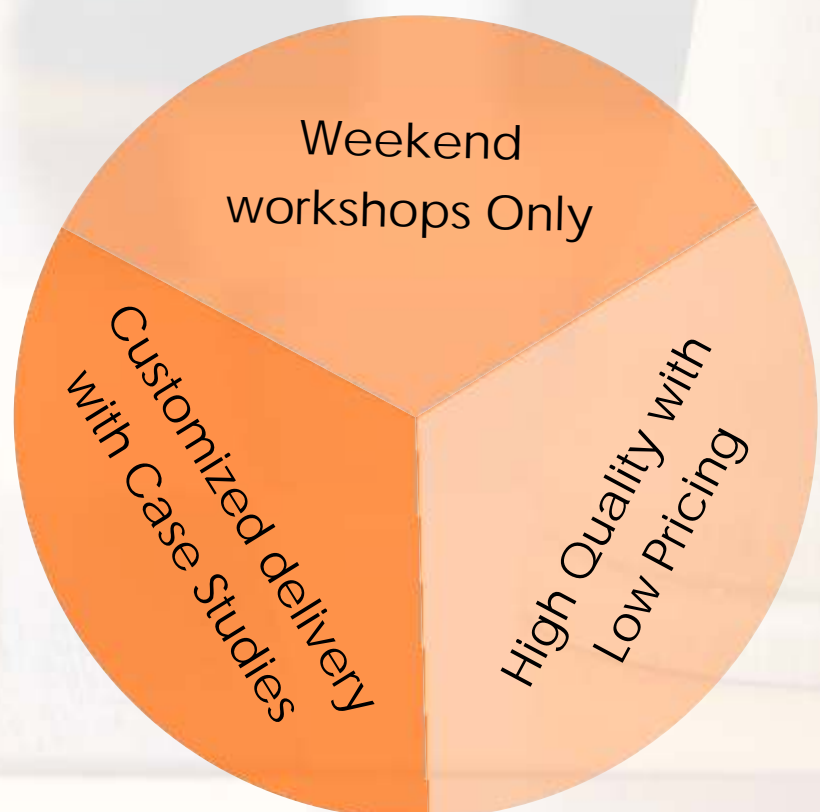 Weekend
workshops Only
High Quality with
Low Pricing
Customized delivery
with Case Studies